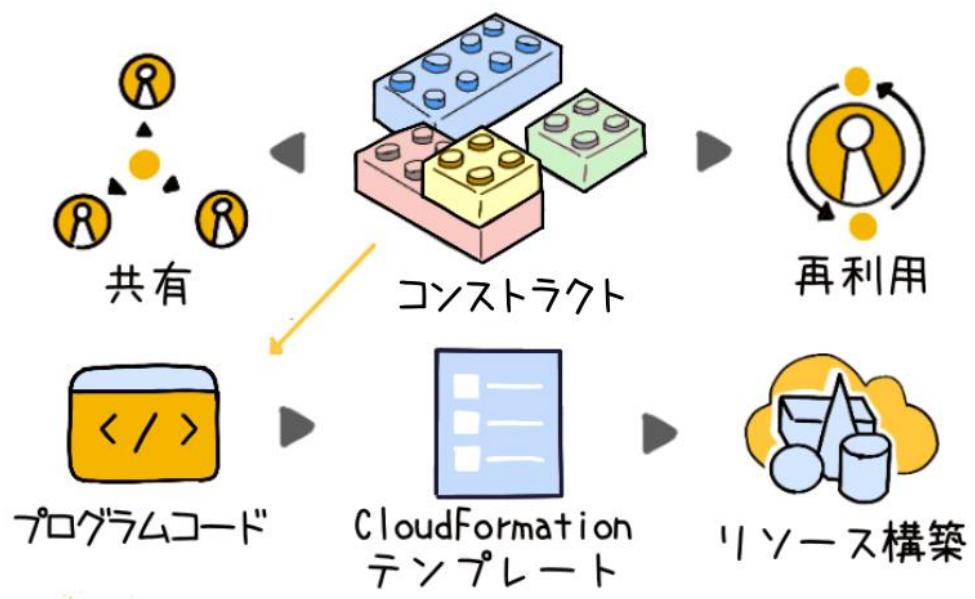 共有
コンストラクト
再利用
</>
プログラムコード
CloudFormation
テンプレート
リソース構築